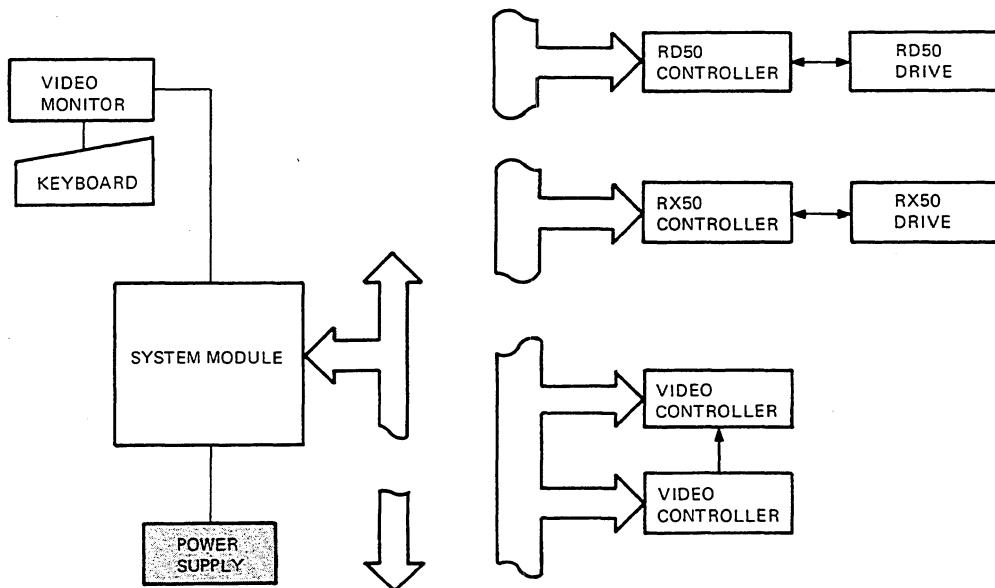 VIDEO
MONITOR
KEYBOARD
SYSTEM MODULE
POWER
SUPPLY
RD50
CONTROLLER
RD50
DRIVE
RX50
CONTROLLER
RX50
DRIVE
VIDEO
CONTROLLER
VIDEO
CONTROLLER